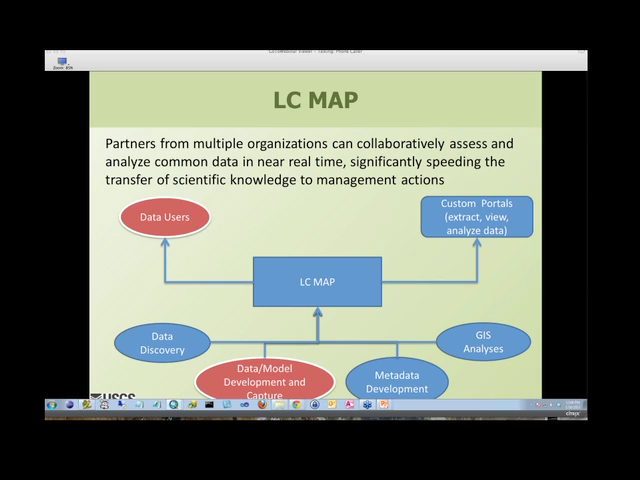 LC MAP
Partners from multiple organizations can collaboratively assess and
analyze common data in near real time, significantly speeding the
transfer of scientific knowledge to management actions
Data Users
Custom Portals
(extract, view,
analyze data)
LC MAP
Data
Discovery
GIS
Analyses
Data/Model
Development and
Capture
Metadata
Development
USGS
citrix